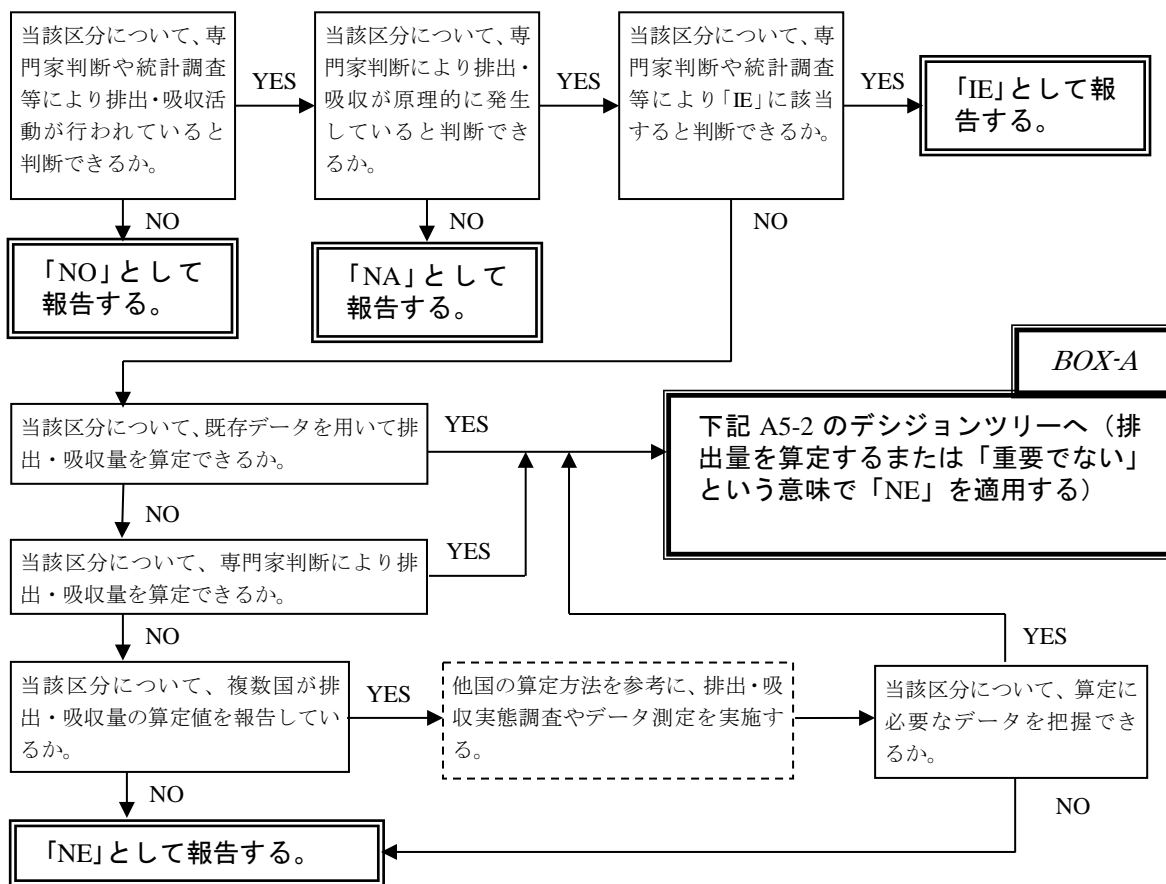 当該区分について、専
門家判断や統計調査
等により排出・吸収活
動が行われていると
判断できるか。
YES
当該区分について、専
門家判断により排出・
吸収が原理的に発生
していると判断でき
るか。
YES
当該区分について、専
門家判断や統計調査
等により「IE」に該当
すると判断できるか。
YES
「IE」として報
告する。
NO
NO
NO
「NO」として
報告する。
「NA」として
報告する。
BOX-A
下記 A5-2 のデシジョンツリーへ（排
出量を算定するまたは「重要でない」
という意味で「NE」を適用する）
当該区分について、既存データを用いて排
出・吸収量を算定できるか。
YES
NO
当該区分について、専門家判断により排
出・吸収量を算定できるか。
YES
NO
YES
当該区分について、複数国が排
出・吸収量の算定値を報告してい
るか。
YES
他国の算定方法を参考に、排出・吸
収実態調査やデータ測定を実施す
る。
当該区分について、算定に
必要なデータを把握でき
るか。
NO
NO
「NE」として報告する。